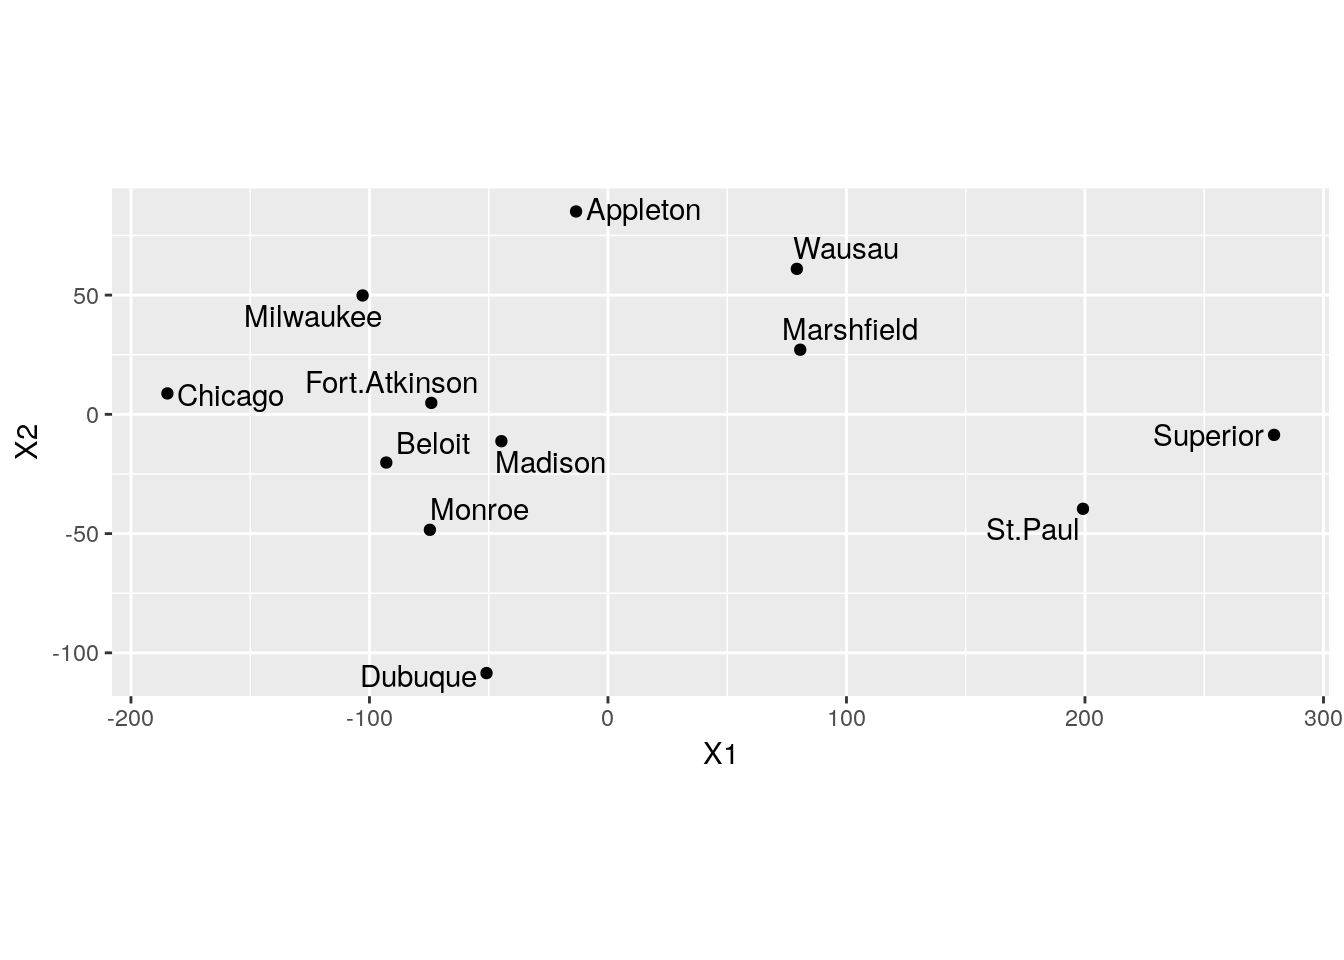 Appleton
Wausau
50
Milwaukee
Marshfield
Fort.Atkinson
Chicago
0
Superior
Beloit
Madison
X2
Monroe
St.Paul
-50
-100
Dubuque
-200 -100 0 100 200 300
X1